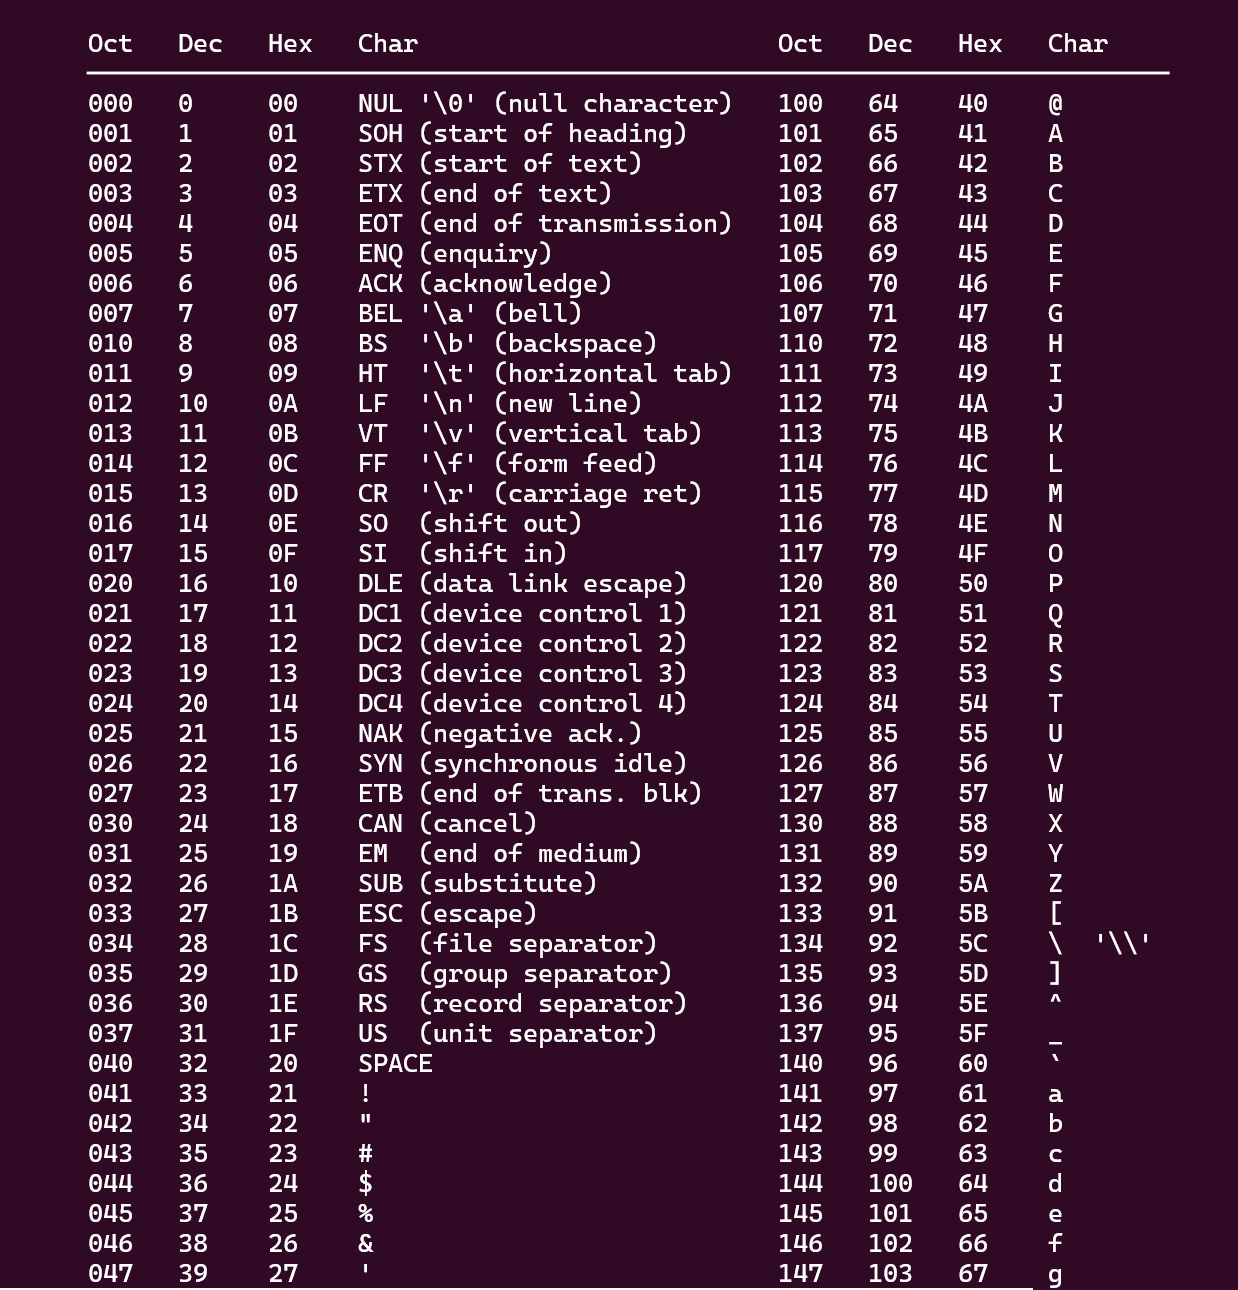 Oct   Dec   Hex   Char                        Oct   Dec   Hex   Char
000   0     00    NUL '\0' (null character)   100   64    40    @
001   1     01    SOH (start of heading)      101   65    41    A
002   2     02    STX (start of text)         102   66    42    B
003   3     03    ETX (end of text)           103   67    43    C
004   4     04    EOT (end of transmission)   104   68    44    D
005   5     05    ENQ (enquiry)               105   69    45    E
006   6     06    ACK (acknowledge)           106   70    46    F
007   7     07    BEL '\a' (bell)             107   71    47    G
010   8     08    BS  '\b' (backspace)        110   72    48    H
011   9     09    HT  '\t' (horizontal tab)   111   73    49    I
012   10    0A    LF  '\n' (new line)         112   74    4A    J
013   11    0B    VT  '\v' (vertical tab)     113   75    4B    K
014   12    0C    FF  '\f' (form feed)        114   76    4C    L
015   13    0D    CR  '\r' (carriage ret)     115   77    4D    M
016   14    0E    SO  (shift out)             116   78    4E    N
017   15    0F    SI  (shift in)              117   79    4F    O
020   16    10    DLE (data link escape)      120   80    50    P
021   17    11    DC1 (device control 1)      121   81    51    Q
022   18    12    DC2 (device control 2)      122   82    52    R
023   19    13    DC3 (device control 3)      123   83    53    S
024   20    14    DC4 (device control 4)      124   84    54    T
025   21    15    NAK (negative ack.)         125   85    55    U
026   22    16    SYN (synchronous idle)      126   86    56    V
027   23    17    ETB (end of trans. blk)     127   87    57    W
030   24    18    CAN (cancel)                130   88    58    X
031   25    19    EM  (end of medium)         131   89    59    Y
032   26    1A    SUB (substitute)            132   90    5A    Z
033   27    1B    ESC (escape)                133   91    5B    [
034   28    1C    FS  (file separator)        134   92    5C    \  '\\'
035   29    1D    GS  (group separator)       135   93    5D    ]
036   30    1E    RS  (record separator)      136   94    5E    ^
037   31    1F    US  (unit separator)        137   95    5F    _
040   32    20    SPACE                       140   96    60    `
041   33    21    !                           141   97    61    a
042   34    22    "                           142   98    62    b
043   35    23    #                           143   99    63    c
044   36    24    $                           144   100   64    d
045   37    25    %                           145   101   65    e
046   38    26    &                           146   102   66    f
047   39    27    '                           147   103   67    g